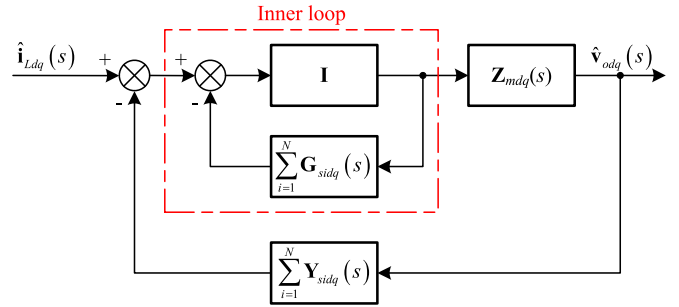 Inner loop
î_Ldq(s)
+
-
+
-
I
Z_mdq(s)
v̂_odq(s)
∑_{i=1}^{N} G_sidq(s)
∑_{i=1}^{N} Y_sidq(s)